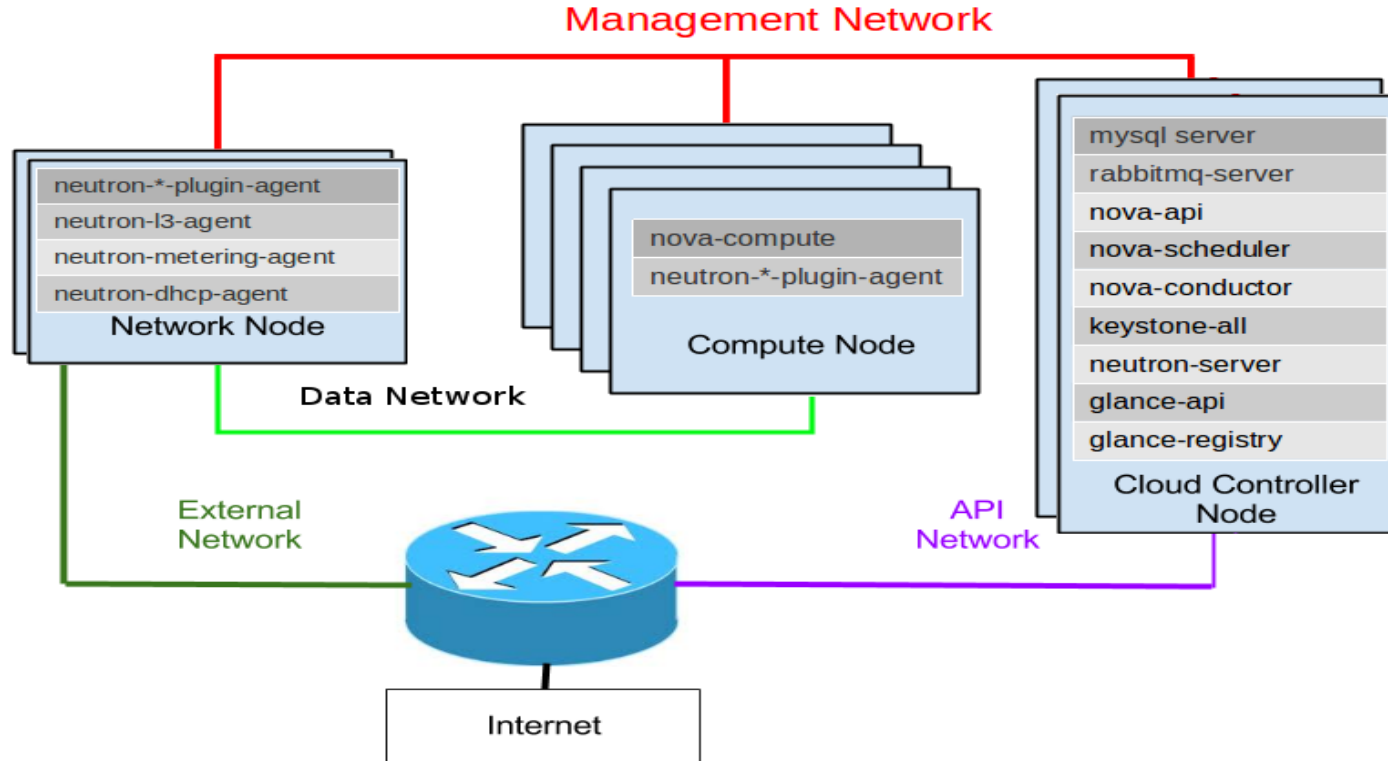 Management Network
neutron-*-plugin-agent
neutron-l3-agent
neutron-metering-agent
neutron-dhcp-agent
Network Node
nova-compute
neutron-*-plugin-agent
Compute Node
mysql server
rabbitmq-server
nova-api
nova-scheduler
nova-conductor
keystone-all
neutron-server
glance-api
glance-registry
Cloud Controller
Node
Data Network
External
Network
API
Network
Internet